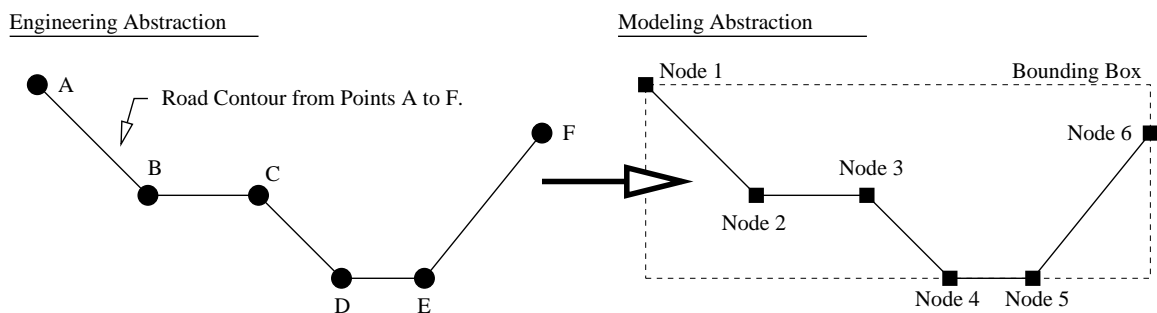 Engineering Abstraction
A
Road Contour from Points A to F.
B
C
D
E
F
Modeling Abstraction
Node 1
Bounding Box
Node 6
Node 3
Node 2
Node 4
Node 5